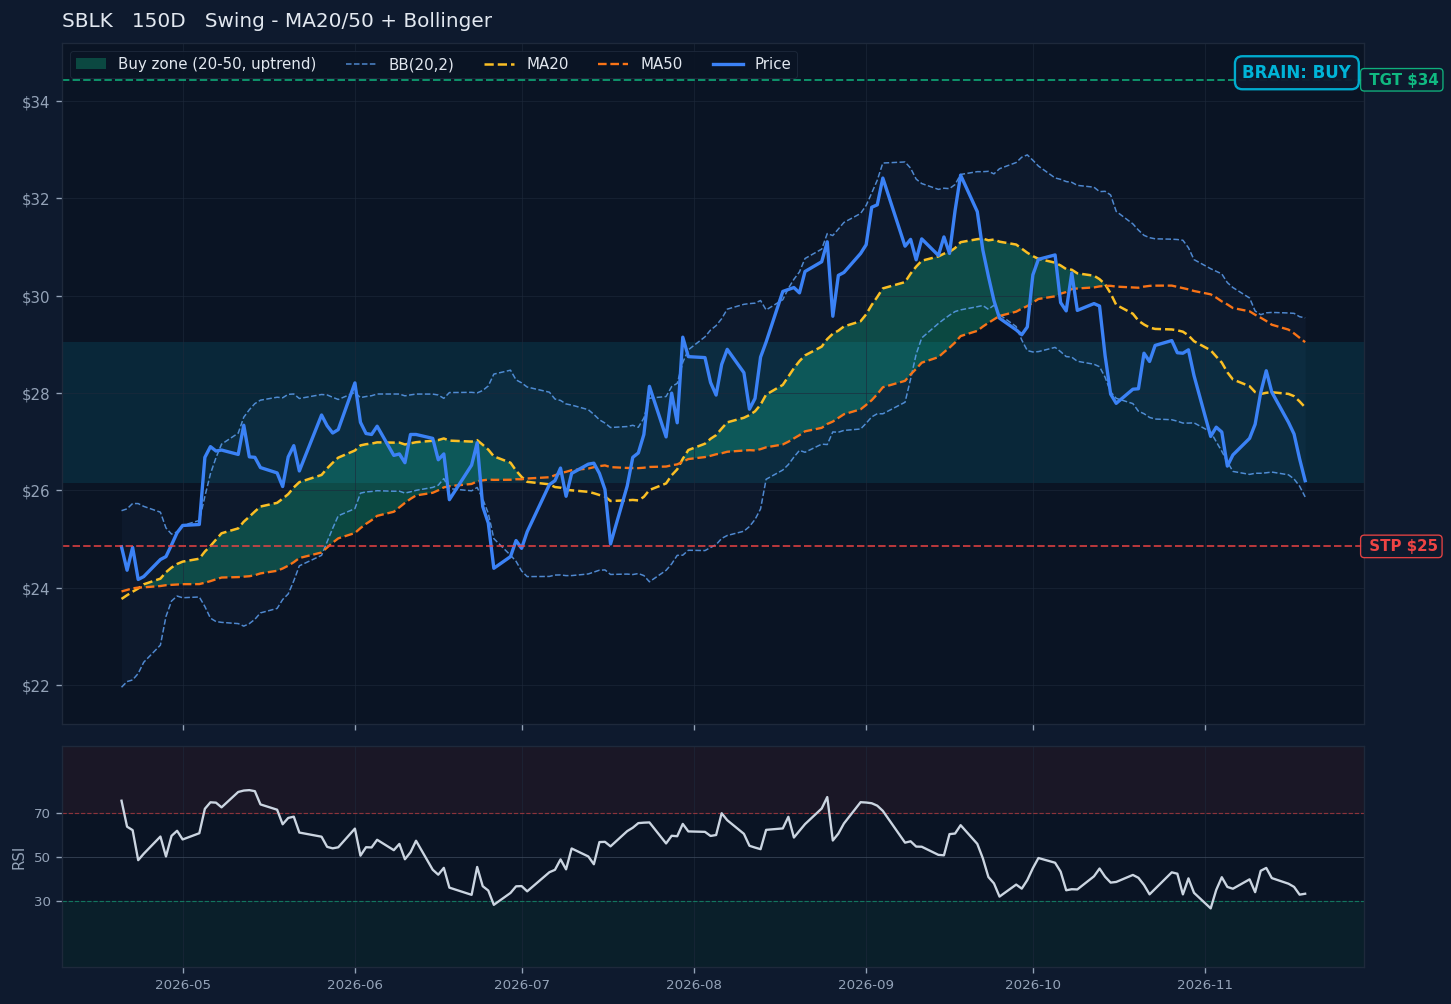 SBLK 150D Swing - MA20/50 + Bollinger
Buy zone (20-50, uptrend) BB(20,2) MA20 MA50 Price
BRAIN: BUY
TGT $34
$34
$32
$30
$28
$26
STP $25
$24
$22
RSI
70
50
30
2026-05 2026-06 2026-07 2026-08 2026-09 2026-10 2026-11